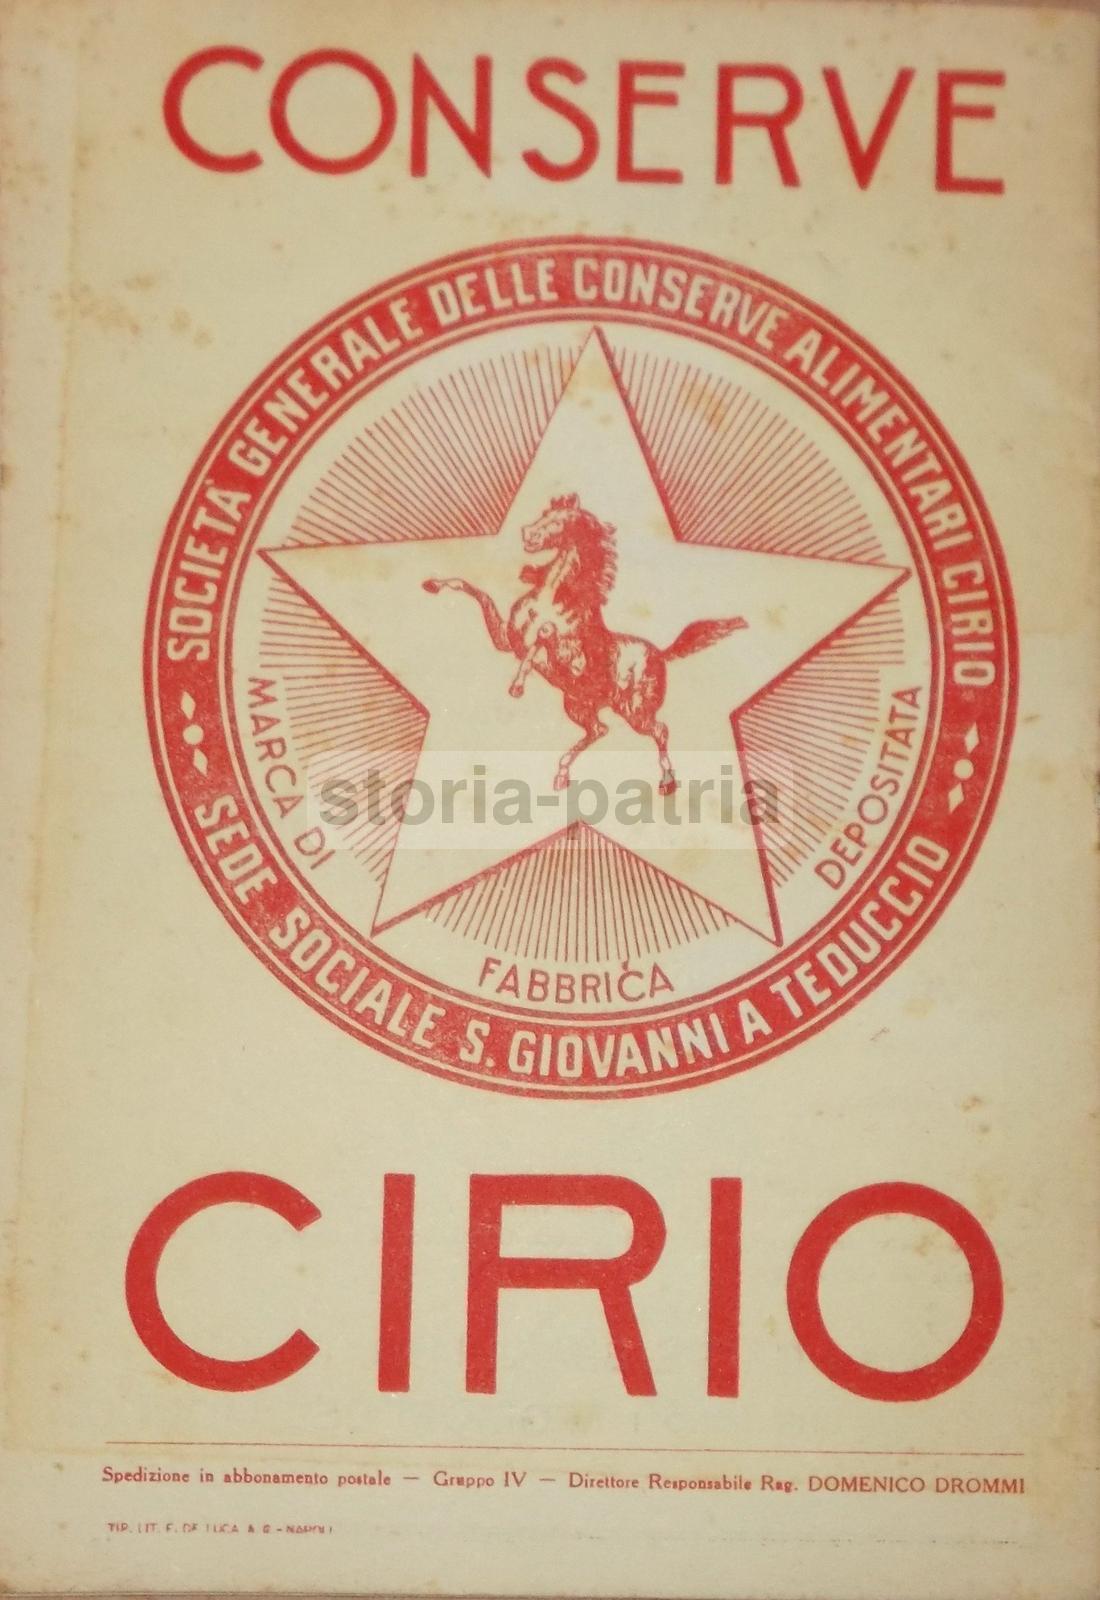 CONSERVE
SOCIETÀ GENERALE DELLE CONSERVE ALIMENTARI CIRIO
MARCA DI
FABBRICA
DEPOSITATA
SEDE SOCIALE S. GIOVANNI A TEDUCCIO
storia-patria
CIRIO
Spedizione in abbonamento postale — Gruppo IV — Direttore Responsabile Rag. DOMENICO DROMMI
TIP. LIT. F. DE LUCA & - NAPOLI